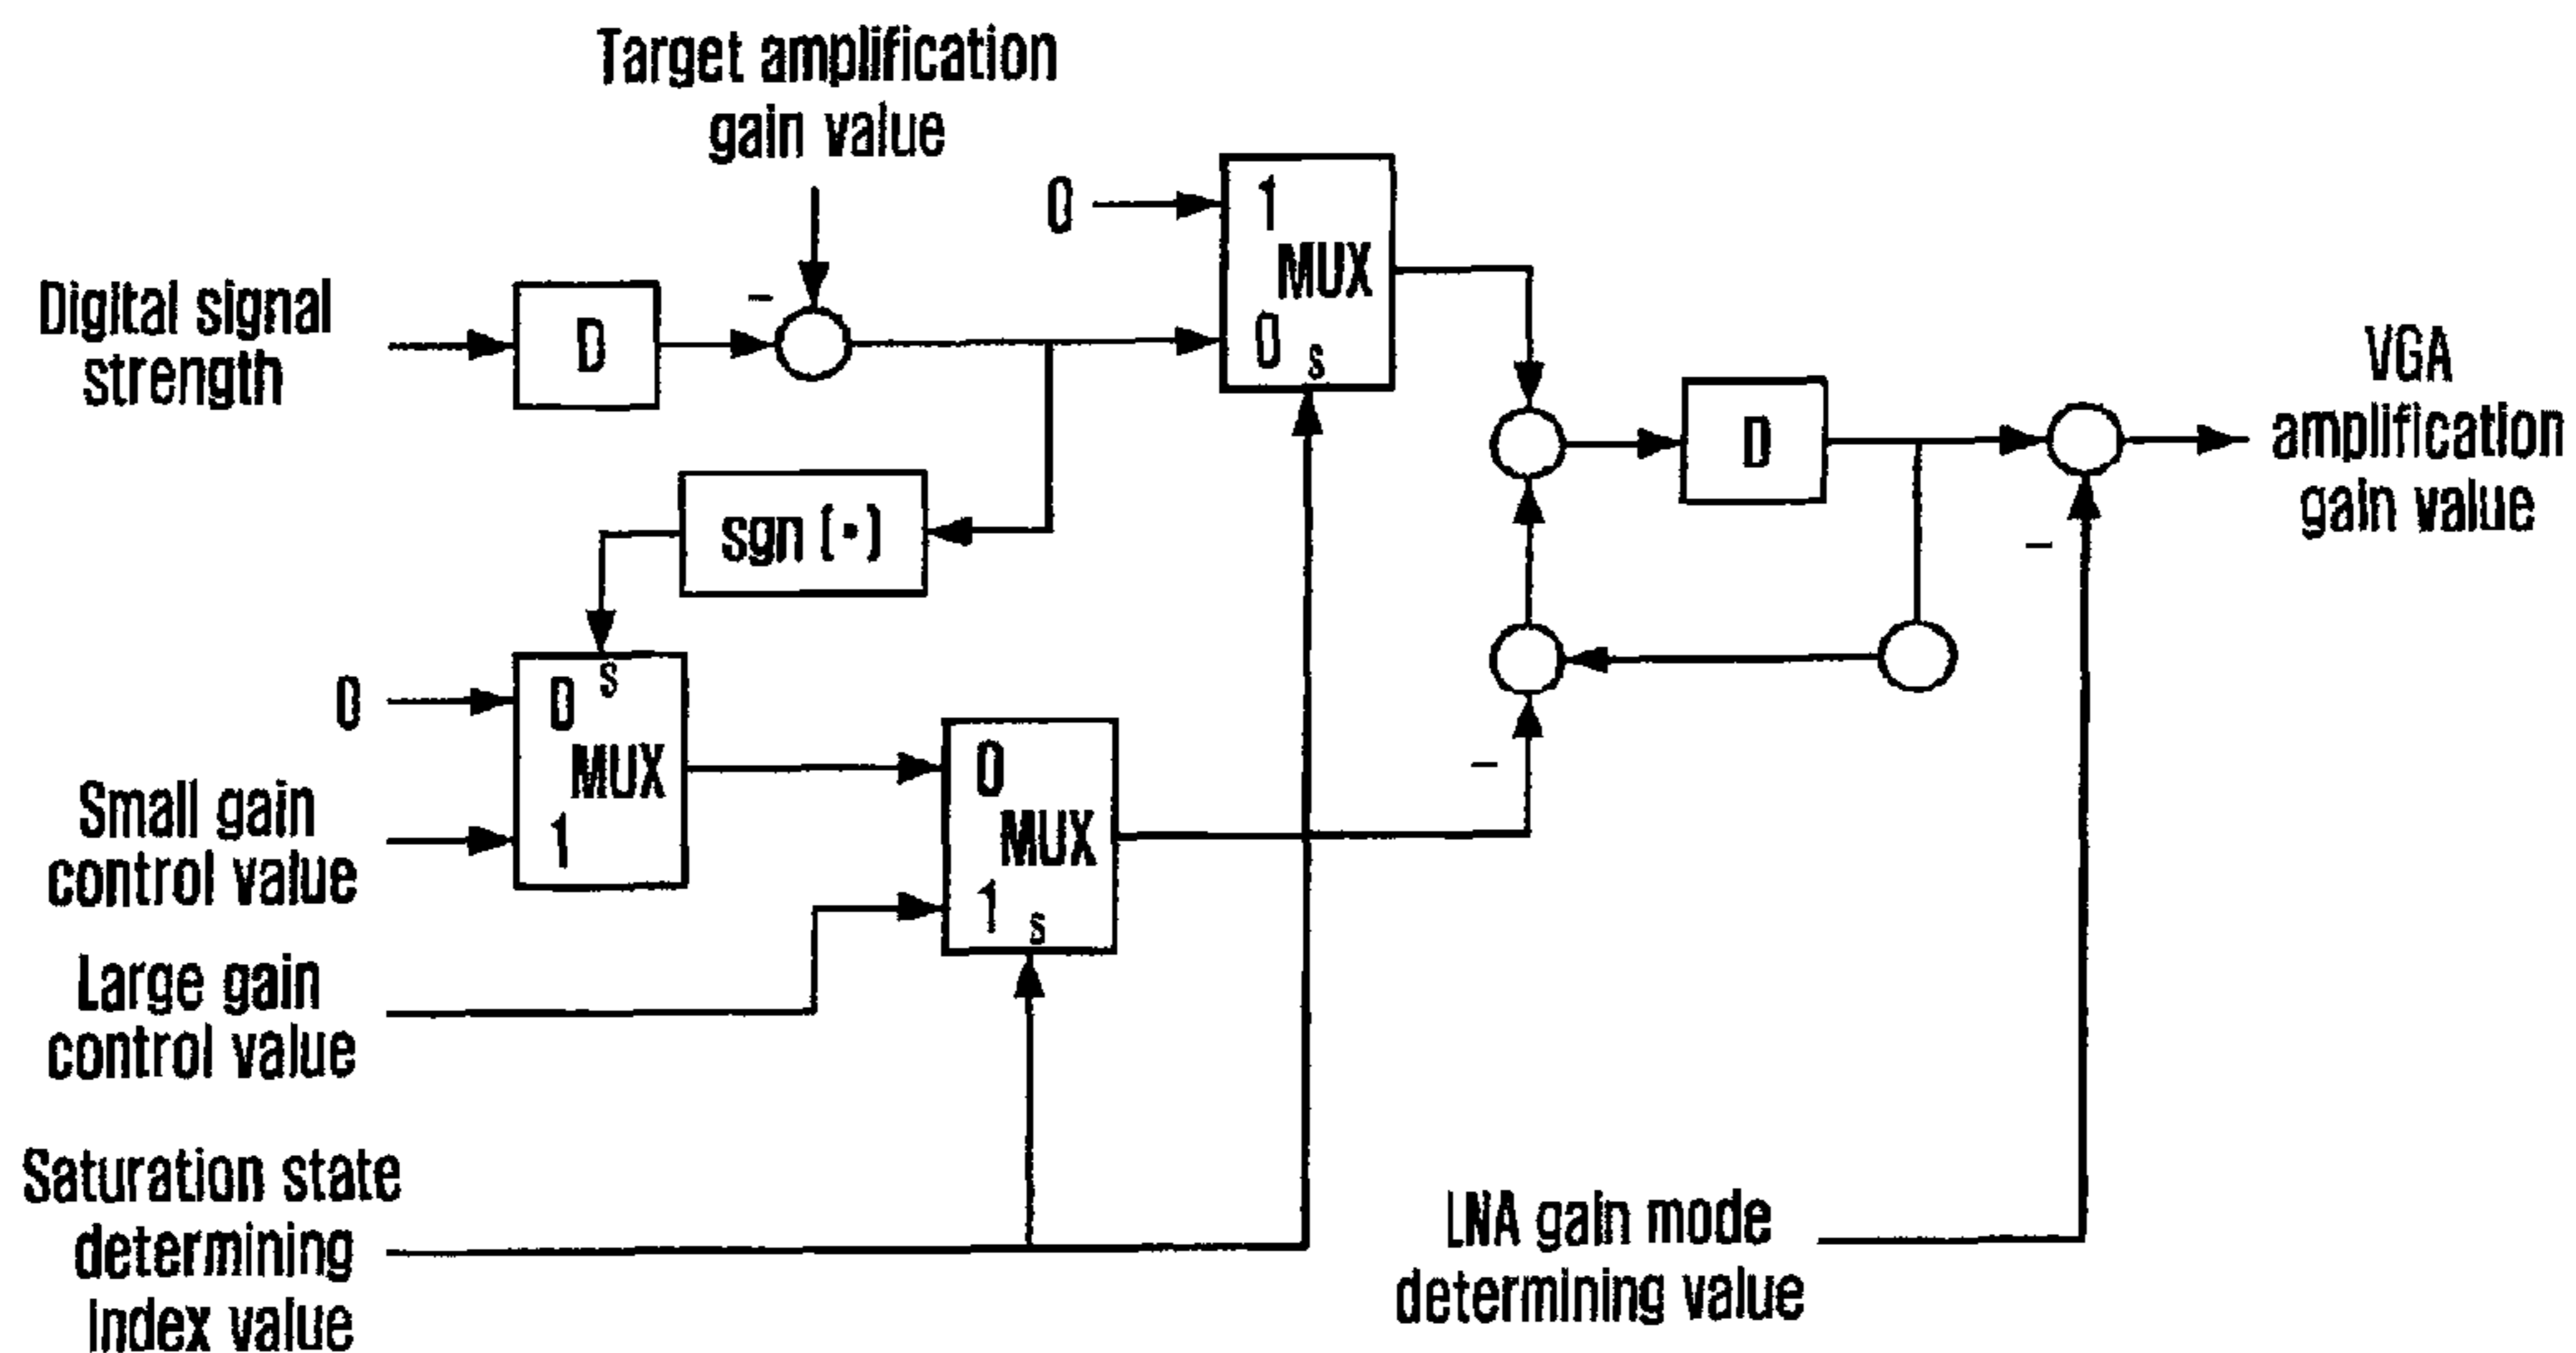 Target amplification
gain value
0
1
MUX
0
s
Digital signal
strength
D
−
VGA
amplification
gain value
D
−
sgn (•)
0
0
s
MUX
1
Small gain
control value
0
MUX
1
s
−
Large gain
control value
Saturation state
determining
index value
LNA gain mode
determining value